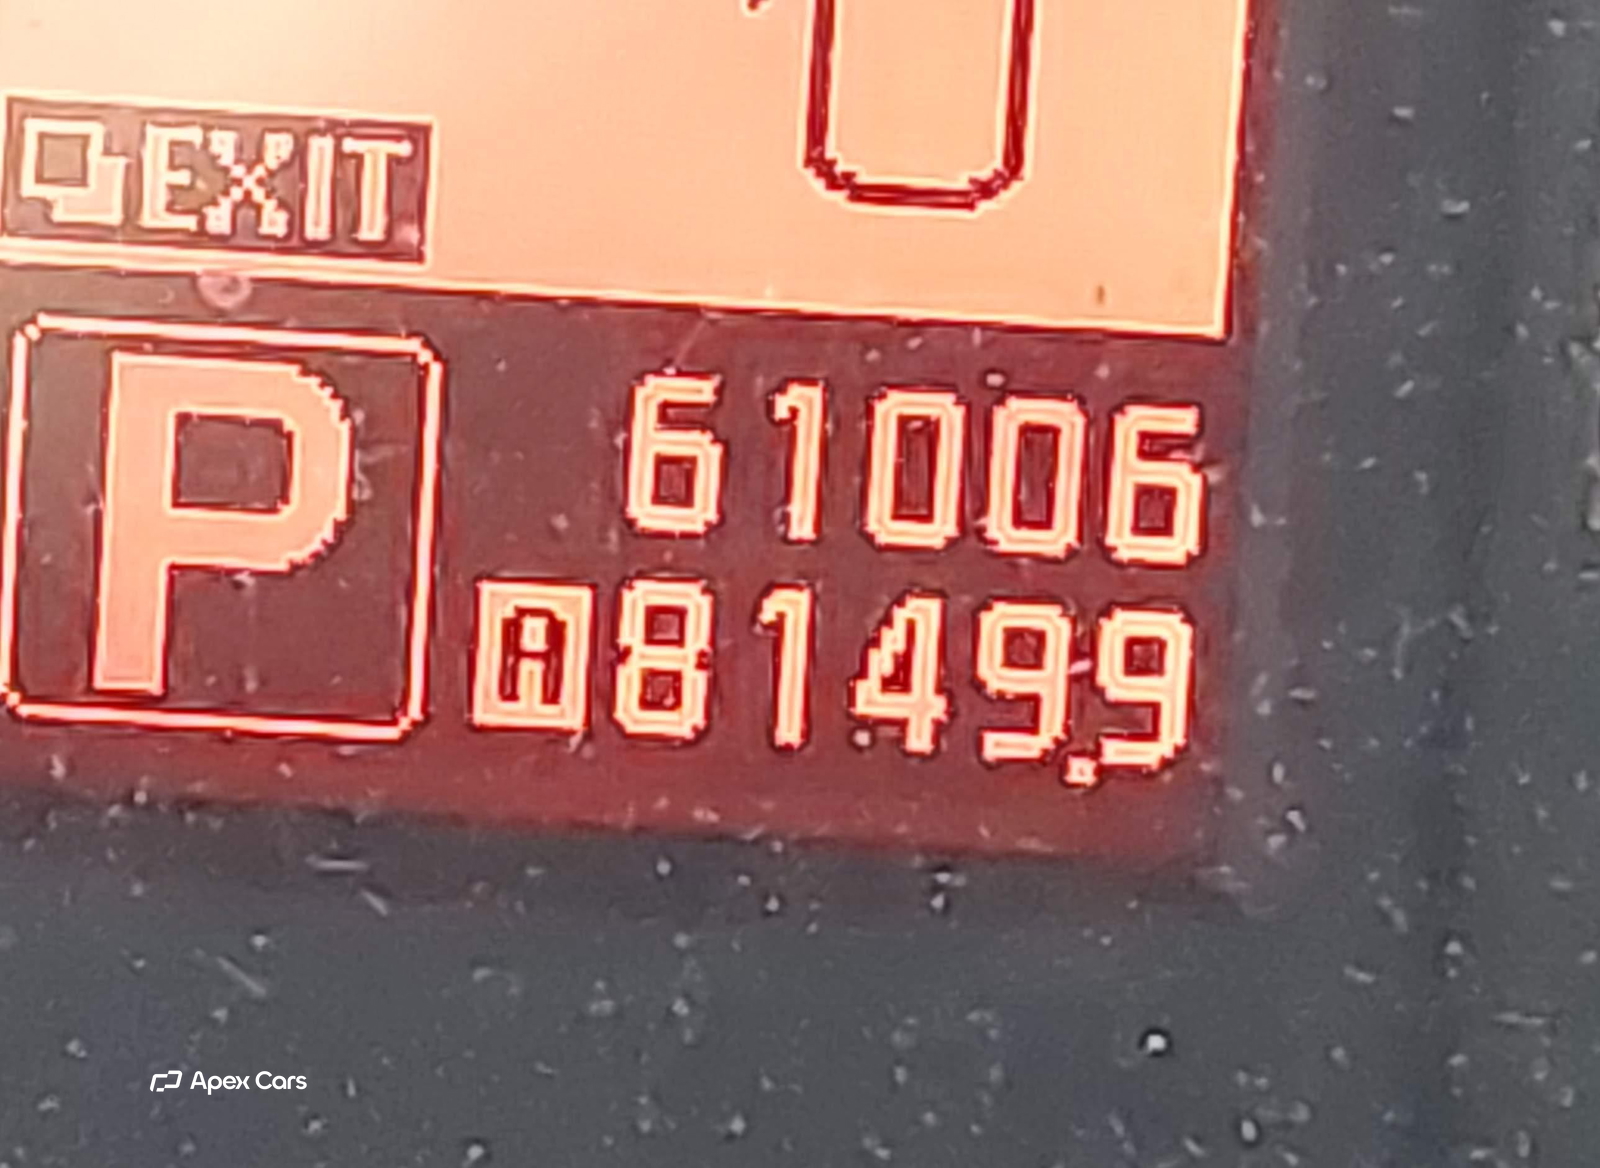 EXIT
P
61006
A 8149.9
Apex Cars